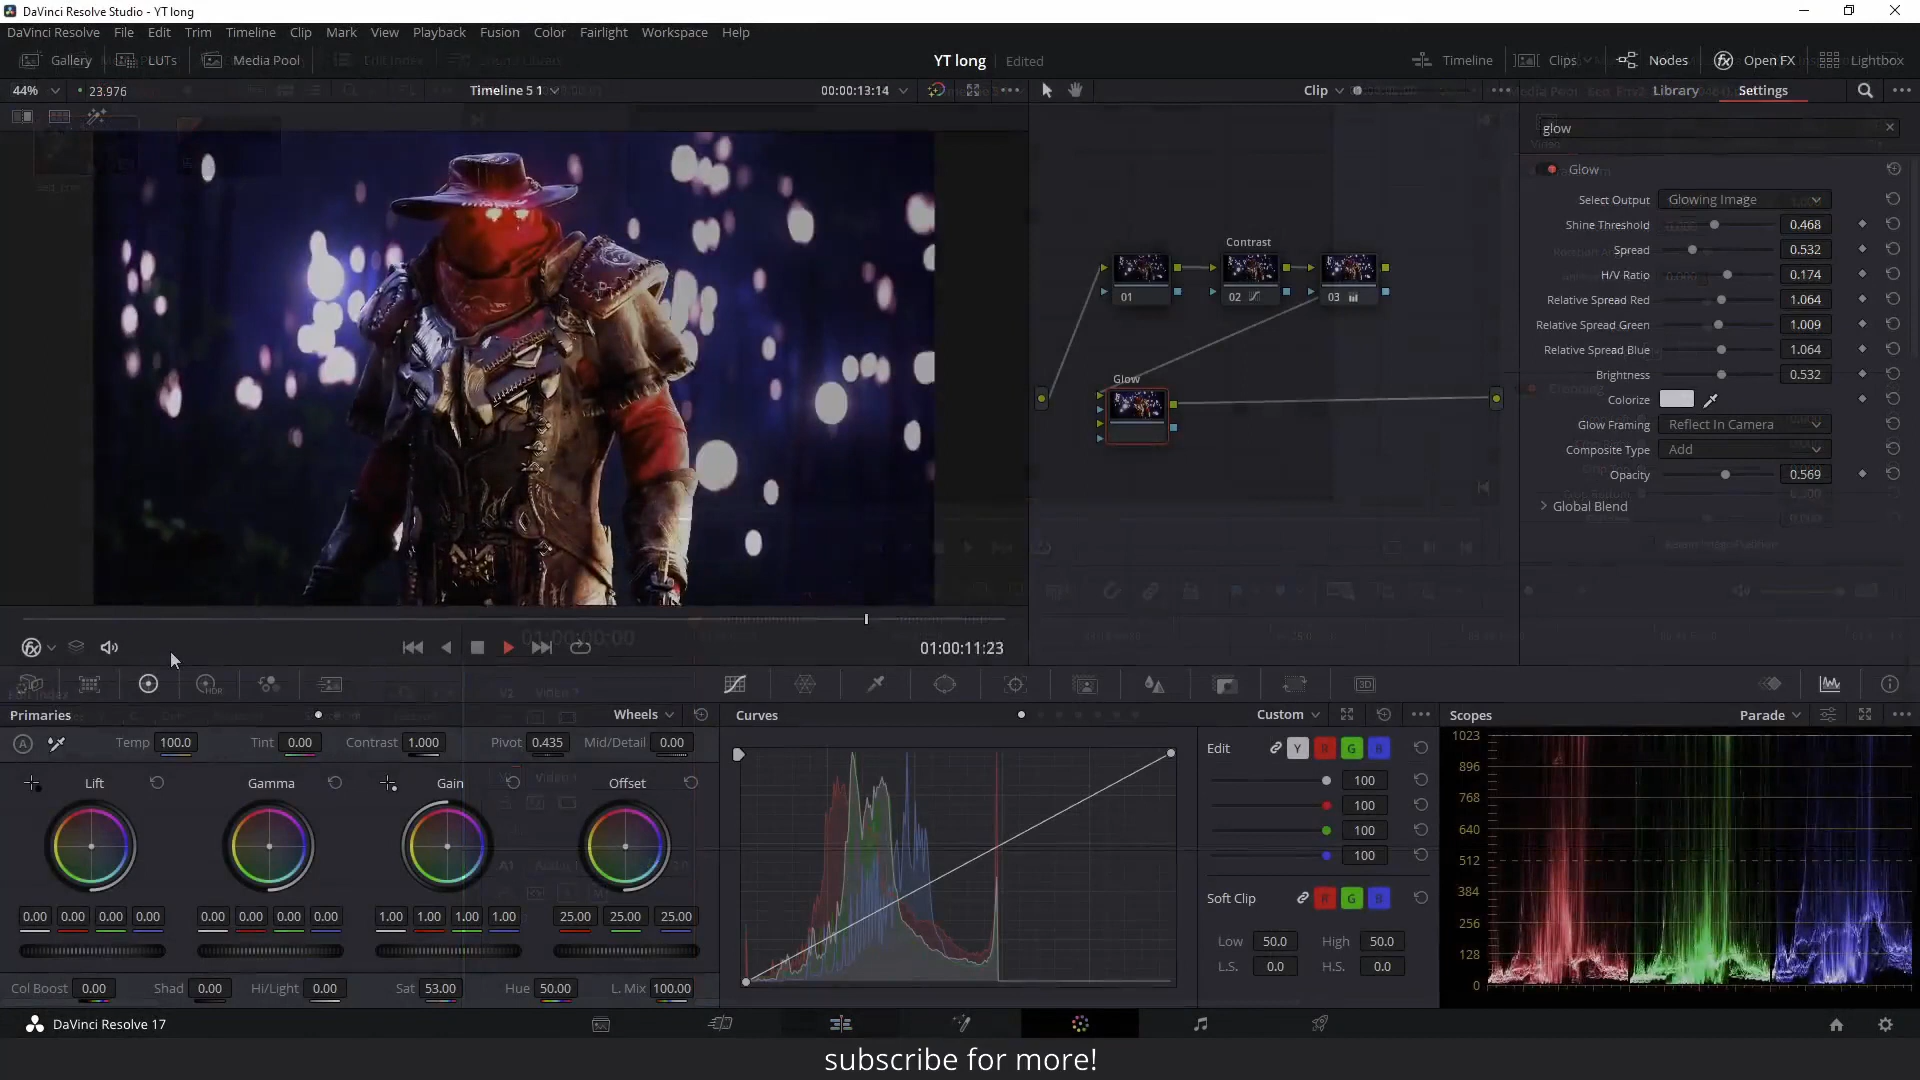 DaVinci Resolve Studio - YT long
DaVinci Resolve File Edit Trim Timeline Clip Mark View Playback Fusion Color Fairlight Workspace Help
Gallery LUTs Media Pool Edit Index YT long Edited Timeline Clips Nodes Open FX Lightbox
44% 23.976 Timeline 5 1 00:00:13:14 Clip Library Settings
glow
Glow
Select Output Glowing Image
Shine Threshold 0.468
Spread 0.532
H/V Ratio 0.174
Relative Spread Red 1.064
Relative Spread Green 1.009
Relative Spread Blue 1.064
Brightness 0.532
Colorize
Glow Framing Reflect In Camera
Composite Type Add
Opacity 0.569
Global Blend
Contrast
01 02 03
Glow
01:00:00:00
01:00:11:23
HDR 3D
Primaries Wheels
Temp 100.0 Tint 0.00 Contrast 1.000 Pivot 0.435 Mid/Detail 0.00
Lift Gamma Gain Offset
0.00 0.00 0.00 0.00 0.00 0.00 0.00 0.00 1.00 1.00 1.00 1.00 25.00 25.00 25.00
Col Boost 0.00 Shad 0.00 Hi/Light 0.00 Sat 53.00 Hue 50.00 L. Mix 100.00
Curves Custom
Edit Y R G B
100
100
100
100
Soft Clip R G B
Low 50.0 High 50.0
L.S. 0.0 H.S. 0.0
Scopes Parade
1023
896
768
640
512
384
256
128
0
DaVinci Resolve 17
subscribe for more!